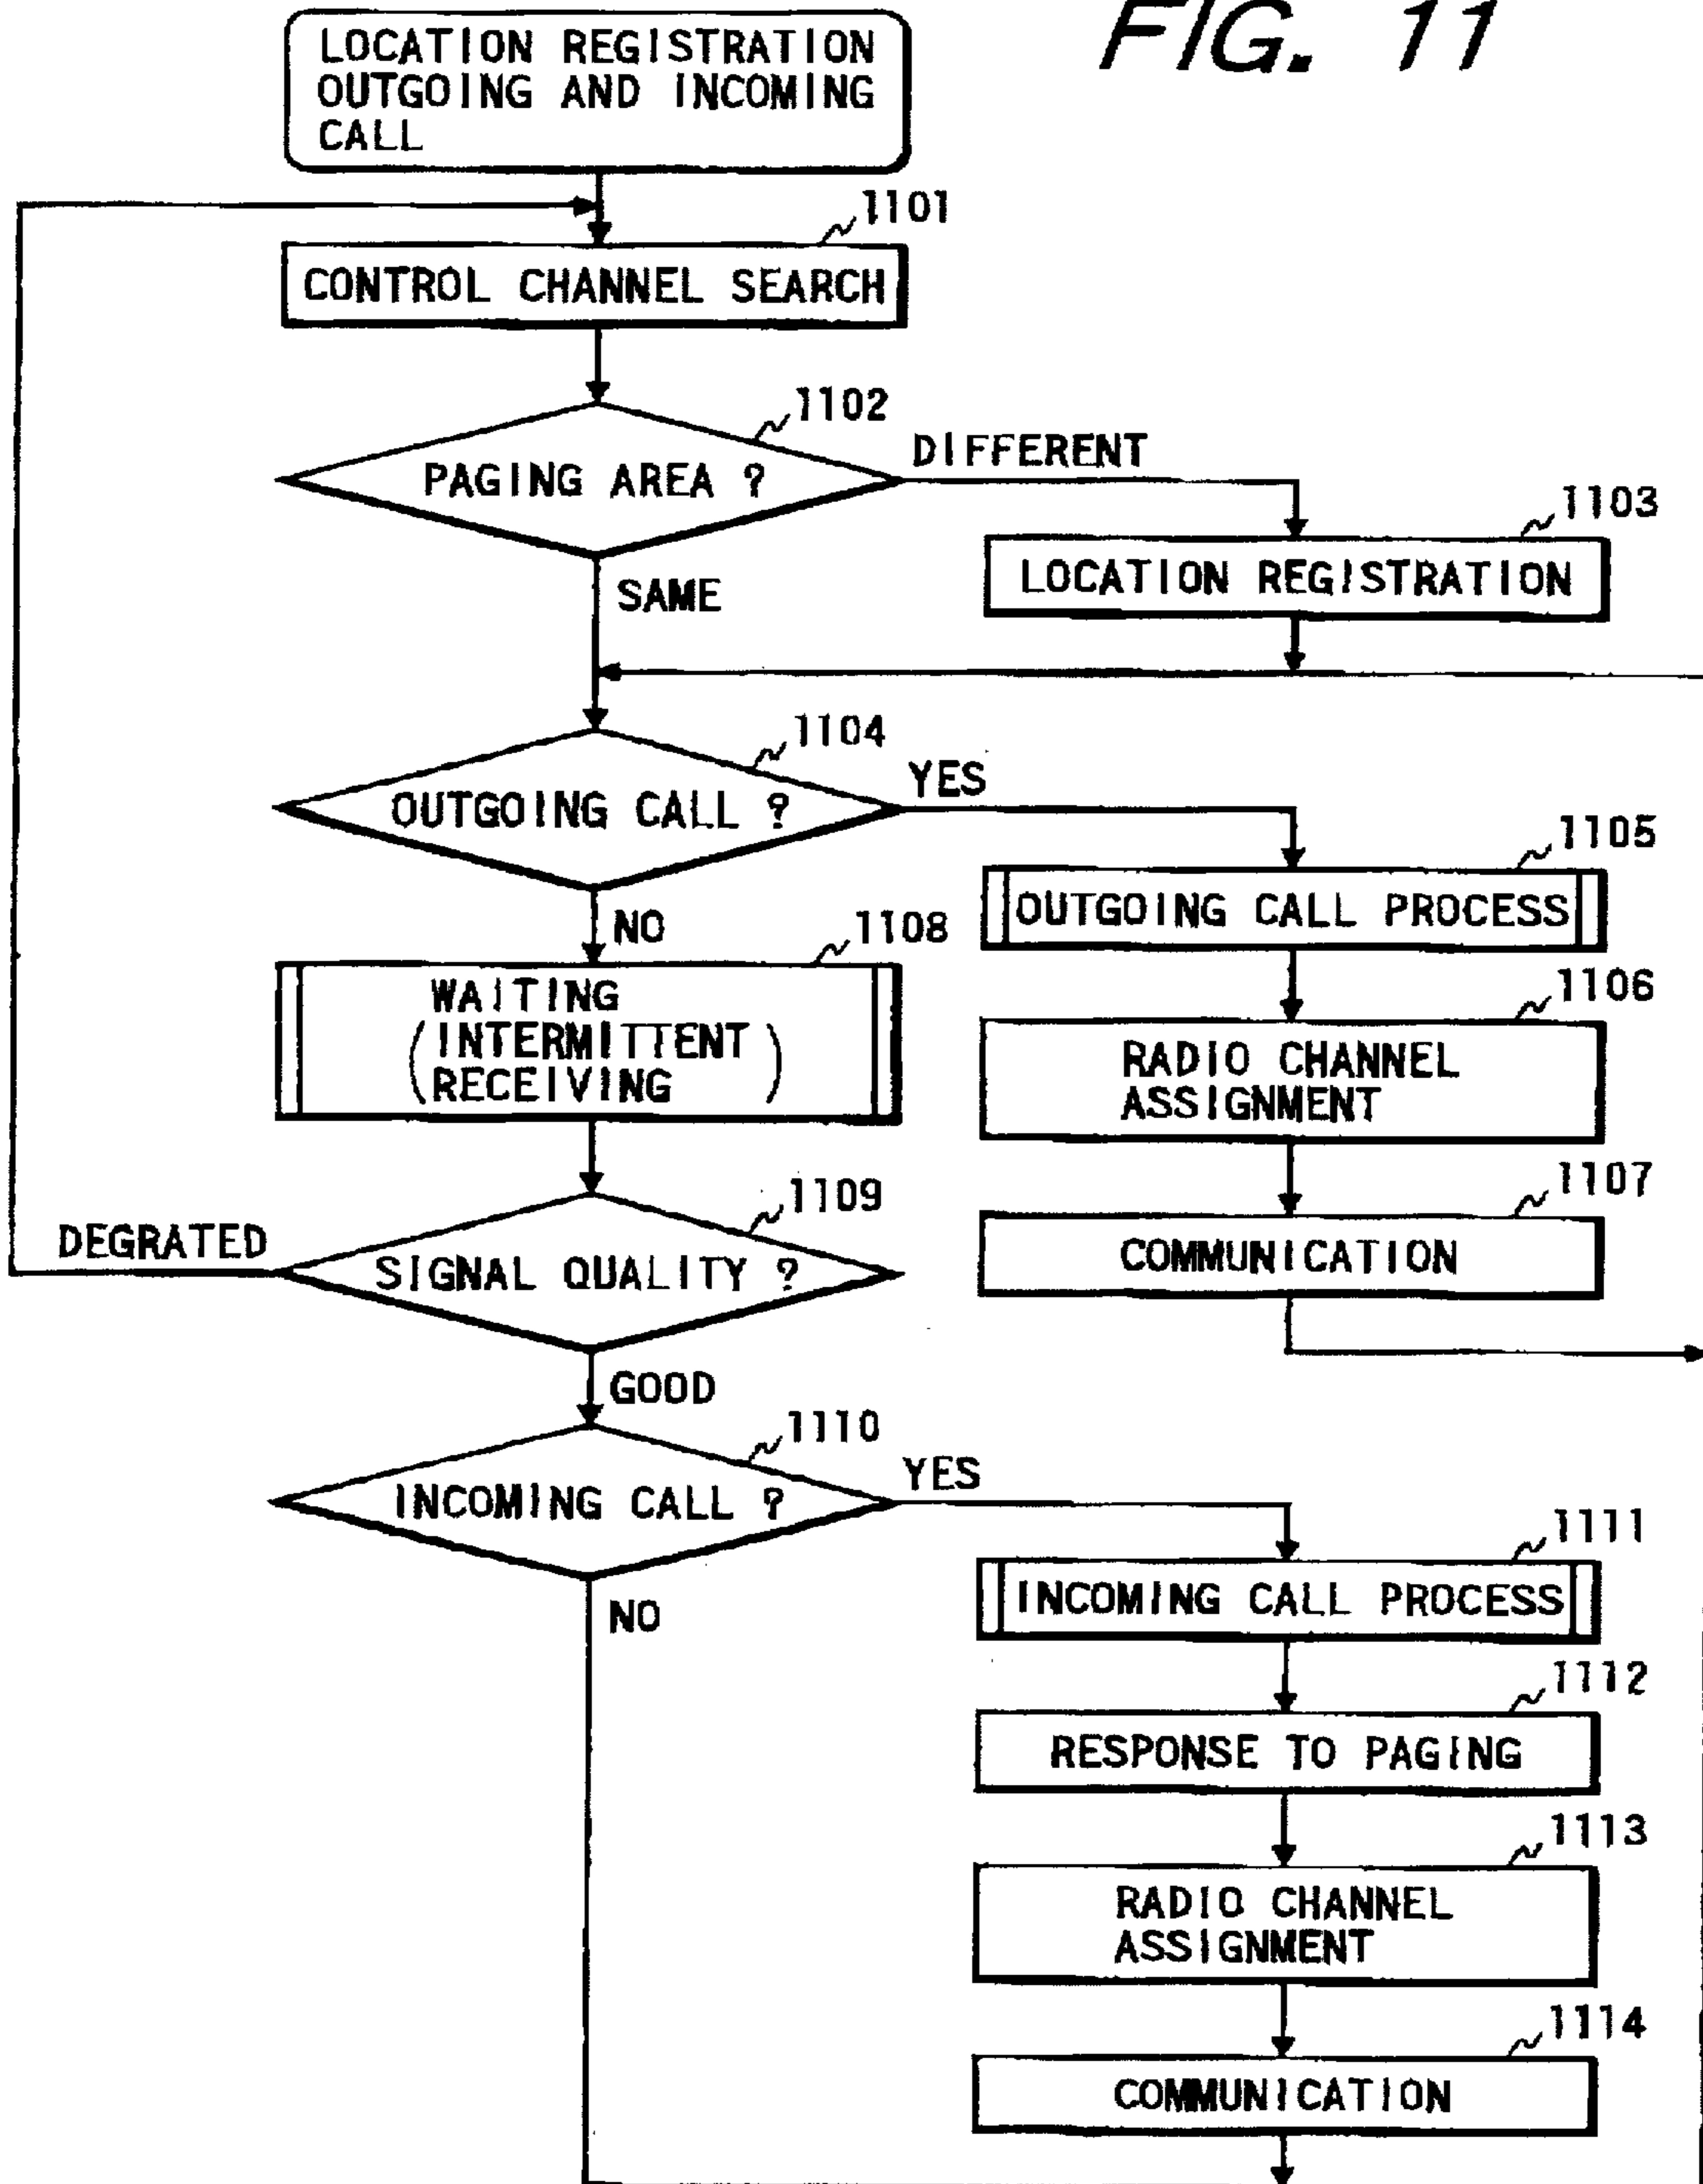 FIG. 11
LOCATION REGISTRATION
OUTGOING AND INCOMING
CALL
1101
CONTROL CHANNEL SEARCH
1102
PAGING AREA ?
DIFFERENT
1103
LOCATION REGISTRATION
SAME
1104
OUTGOING CALL ?
YES
1105
OUTGOING CALL PROCESS
NO
1108
WAITING
(INTERMITTENT
RECEIVING)
1106
RADIO CHANNEL
ASSIGNMENT
1109
DEGRATED
SIGNAL QUALITY ?
1107
COMMUNICATION
GOOD
1110
INCOMING CALL ?
YES
1111
INCOMING CALL PROCESS
NO
1112
RESPONSE TO PAGING
1113
RADIO CHANNEL
ASSIGNMENT
1114
COMMUNICATION